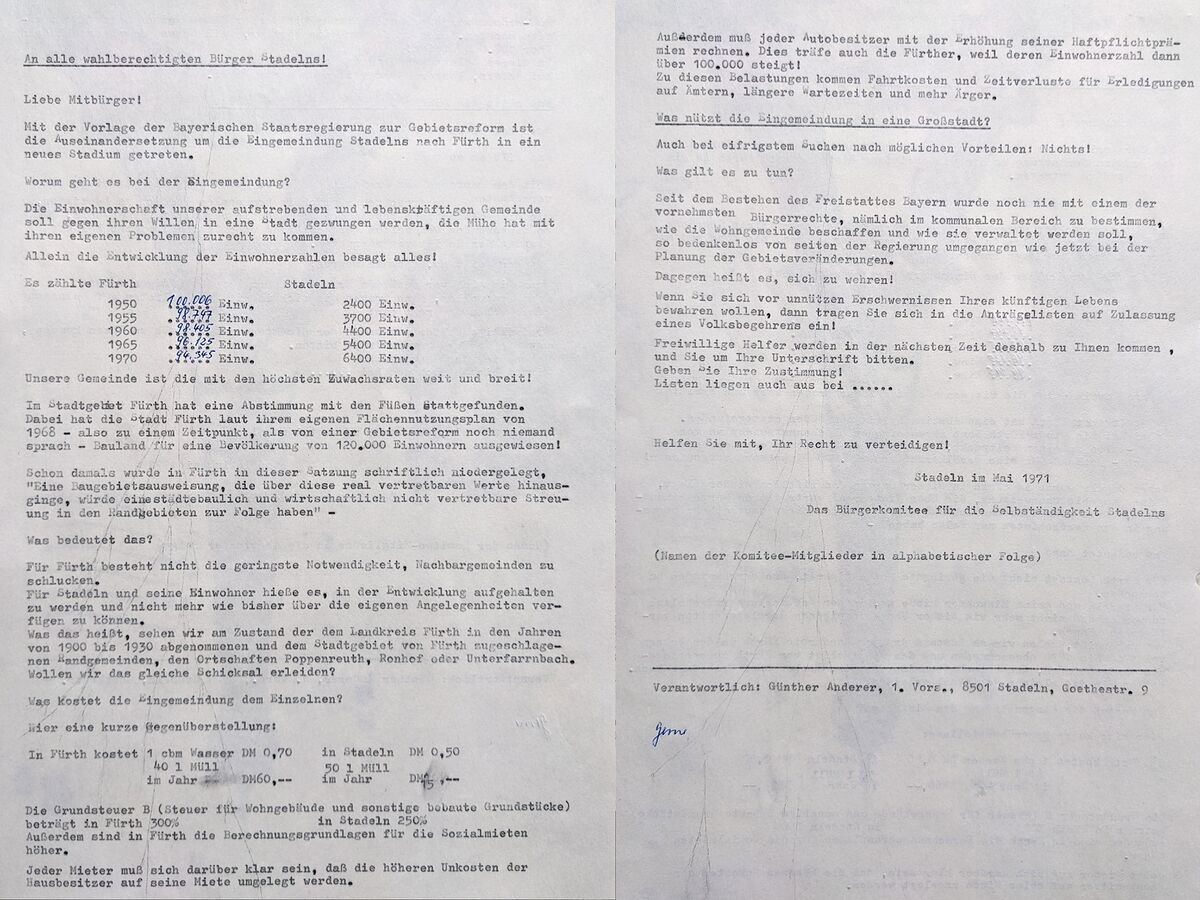 An alle wahlberechtigten Bürger Stadelns!
Liebe Mitbürger!
Mit der Vorlage der Bayerischen Staatsregierung zur Gebietsreform ist
die Auseinandersetzung um die Eingemeindung Stadelns nach Fürth in ein
neues Stadium getreten.
Worum geht es bei der Eingemeindung?
Die Einwohnerschaft unserer aufstrebenden und lebenskräftigen Gemeinde
soll gegen ihren Willen in eine Stadt gezwungen werden, die Mühe hat mit
ihren eigenen Problemen zurecht zu kommen.
Allein die Entwicklung der Einwohnerzahlen besagt alles!
Es zählte Fürth Stadeln
1950 100.006 Einw. 2400 Einw.
1955 98.797 Einw. 3700 Einw.
1960 98.405 Einw. 4400 Einw.
1965 96.125 Einw. 5400 Einw.
1970 94.345 Einw. 6400 Einw.
Unsere Gemeinde ist die mit den höchsten Zuwachsraten weit und breit!
Im Stadtgebiet Fürth hat eine Abstimmung mit den Füßen stattgefunden.
Dabei hat die Stadt Fürth laut ihrem eigenen Flächennutzungsplan von
1968 - also zu einem Zeitpunkt, als von einer Gebietsreform noch niemand
sprach - Bauland für eine Bevölkerung von 120.000 Einwohnern ausgewiesen!
Schon damals wurde in Fürth in dieser Satzung schriftlich niedergelegt,
"Eine Baugebietsausweisung, die über diese real vertretbaren Werte hinaus-
ginge, würde einestädtebaulich und wirtschaftlich nicht vertretbare Streu-
ung in den Randgebieten zur Folge haben" -
Was bedeutet das?
Für Fürth besteht nicht die geringste Notwendigkeit, Nachbargemeinden zu
schlucken.
Für Stadeln und seine Einwohner hieße es, in der Entwicklung aufgehalten
zu werden und nicht mehr wie bisher über die eigenen Angelegenheiten ver-
fügen zu können.
Was das heißt, sehen wir am Zustand der dem Landkreis Fürth in den Jahren
von 1900 bis 1930 abgenommenen und dem Stadtgebiet von Fürth zugeschlage-
nen Randgemeinden, den Ortschaften Poppenreuth, Ronhof oder Unterfarrnbach.
Wollen wir das gleiche Schicksal erleiden?
Was kostet die Eingemeindung dem Einzelnen?
Hier eine kurze Gegenüberstellung:
In Fürth kostet 1 cbm Wasser DM 0,70 in Stadeln DM 0,50
40 l Müll 50 l Müll
im Jahr DM60,-- im Jahr DM 15,--
Die Grundsteuer B (Steuer für Wohngebäude und sonstige bebaute Grundstücke)
beträgt in Fürth 300% in Stadeln 250%
Außerdem sind in Fürth die Berechnungsgrundlagen für die Sozialmieten
höher.
Jeder Mieter muß sich darüber klar sein, daß die höheren Unkosten der
Hausbesitzer auf seine Miete umgelegt werden.
Außerdem muß jeder Autobesitzer mit der Erhöhung seiner Haftpflichtprä-
mien rechnen. Dies träfe auch die Fürther, weil deren Einwohnerzahl dann
über 100.000 steigt!
Zu diesen Belastungen kommen Fahrtkosten und Zeitverluste für Erledigungen
auf Ämtern, längere Wartezeiten und mehr Ärger.
Was nützt die Eingemeindung in eine Großstadt?
Auch bei eifrigstem Suchen nach möglichen Vorteilen: Nichts!
Was gilt es zu tun?
Seit dem Bestehen des Freistattes Bayern wurde noch nie mit einem der
vornehmsten Bürgerrechte, nämlich im kommunalen Bereich zu bestimmen,
wie die Wohngemeinde beschaffen und wie sie verwaltet werden soll,
so bedenkenlos von seiten der Regierung umgegangen wie jetzt bei der
Planung der Gebietsveränderungen.
Dagegen heißt es, sich zu wehren!
Wenn Sie sich vor unnützen Erschwernissen Ihres künftigen Lebens
bewahren wollen, dann tragen Sie sich in die Antragslisten auf Zulassung
eines Volksbegehrens ein!
Freiwillige Helfer werden in der nächsten Zeit deshalb zu Ihnen kommen ,
und Sie um Ihre Unterschrift bitten.
Geben Sie Ihre Zustimmung!
Listen liegen auch aus bei ......
Helfen Sie mit, Ihr Recht zu verteidigen!
Stadeln im Mai 1971
Das Bürgerkomitee für die Selbständigkeit Stadelns
(Namen der Komitee-Mitglieder in alphabetischer Folge)
Verantwortlich: Günther Anderer, 1. Vors., 8501 Stadeln, Goethestr. 9